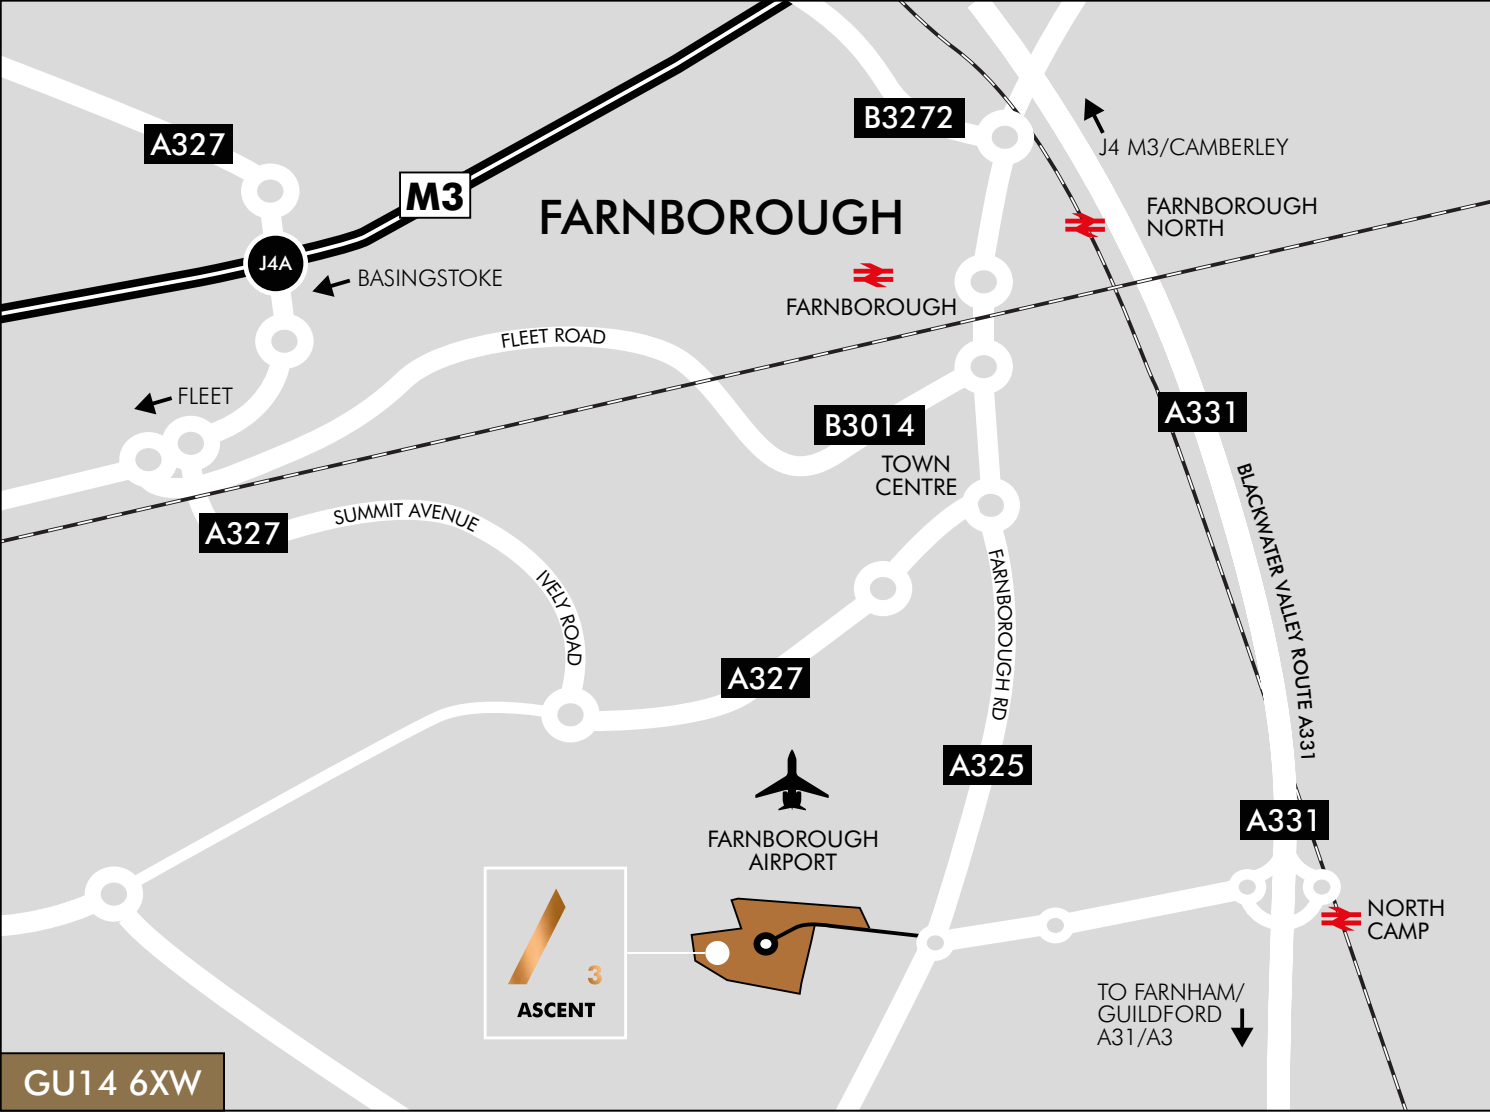 B3272
A327
J4 M3/CAMBERLEY
M3
FARNBOROUGH
FARNBOROUGH
NORTH
J4A
BASINGSTOKE
FARNBOROUGH
FLEET ROAD
FLEET
A331
B3014
TOWN
CENTRE
SUMMIT AVENUE
A327
BLACKWATER VALLEY ROUTE A331
IVELY ROAD
FARNBOROUGH RD
A327
A325
A331
FARNBOROUGH
AIRPORT
NORTH
CAMP
3
ASCENT
TO FARNHAM/
GUILDFORD
A31/A3
GU14 6XW